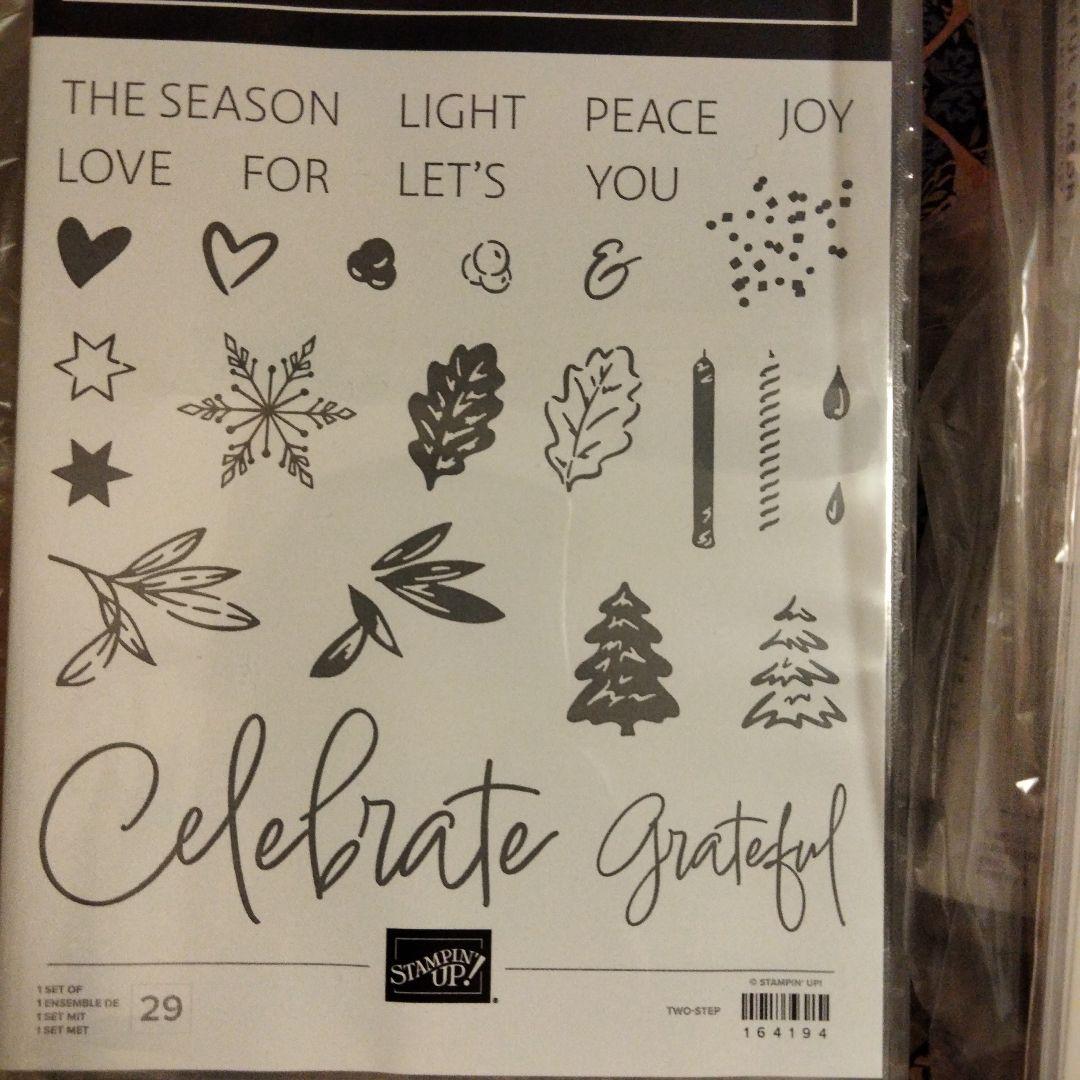 THE SEASON LIGHT PEACE JOY
LOVE FOR LET'S YOU
&
Celebrate grateful
STAMPIN' UP!®
1 SET OF
1 ENSEMBLE DE
1 SET MIT
1 SET MET
29
© STAMPIN' UP!
TWO-STEP
164194